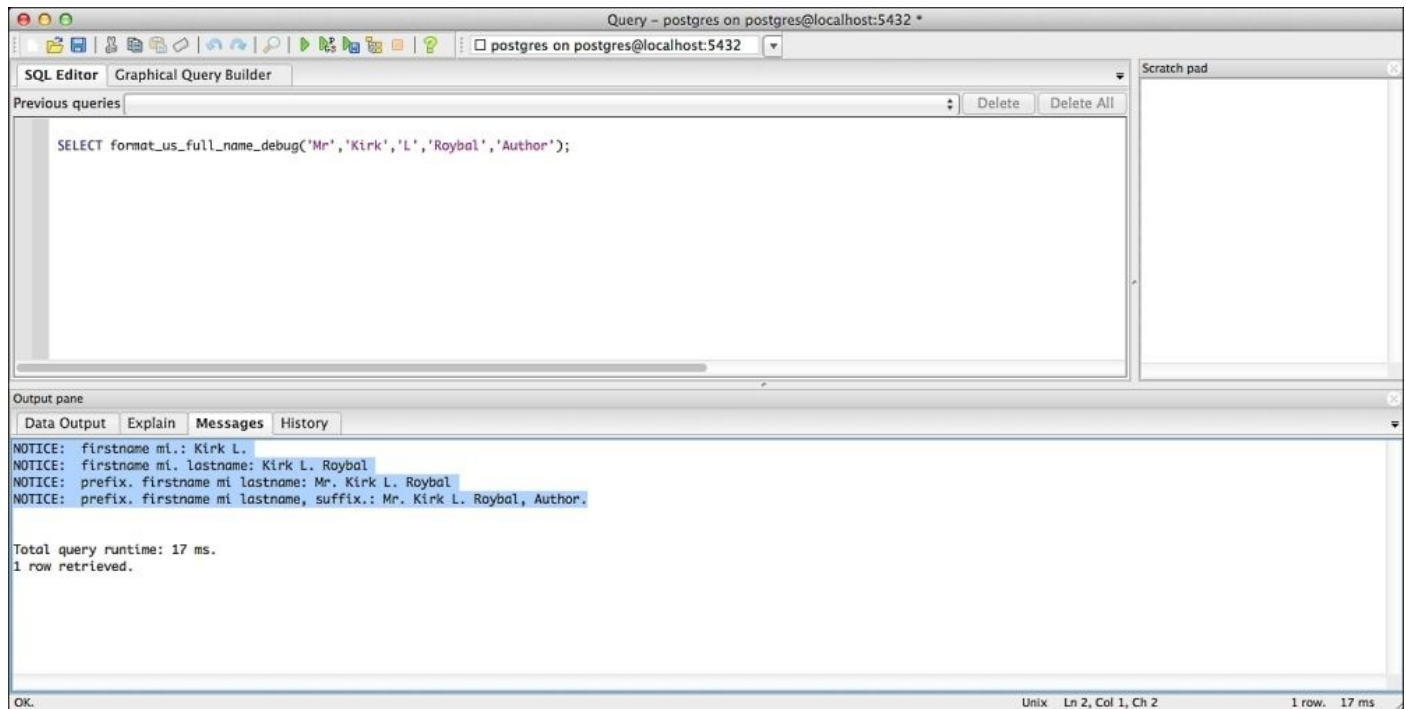 Query – postgres on postgres@localhost:5432 *
postgres on postgres@localhost:5432
SQL Editor Graphical Query Builder
Scratch pad
Previous queries Delete Delete All
SELECT format_us_full_name_debug('Mr','Kirk','L','Roybal','Author');
Output pane
Data Output Explain Messages History
NOTICE:  firstname mi.: Kirk L.
NOTICE:  firstname mi. lastname: Kirk L. Roybal
NOTICE:  prefix. firstname mi lastname: Mr. Kirk L. Roybal
NOTICE:  prefix. firstname mi lastname, suffix.: Mr. Kirk L. Roybal, Author.
Total query runtime: 17 ms.
1 row retrieved.
OK. Unix Ln 2, Col 1, Ch 2 1 row. 17 ms